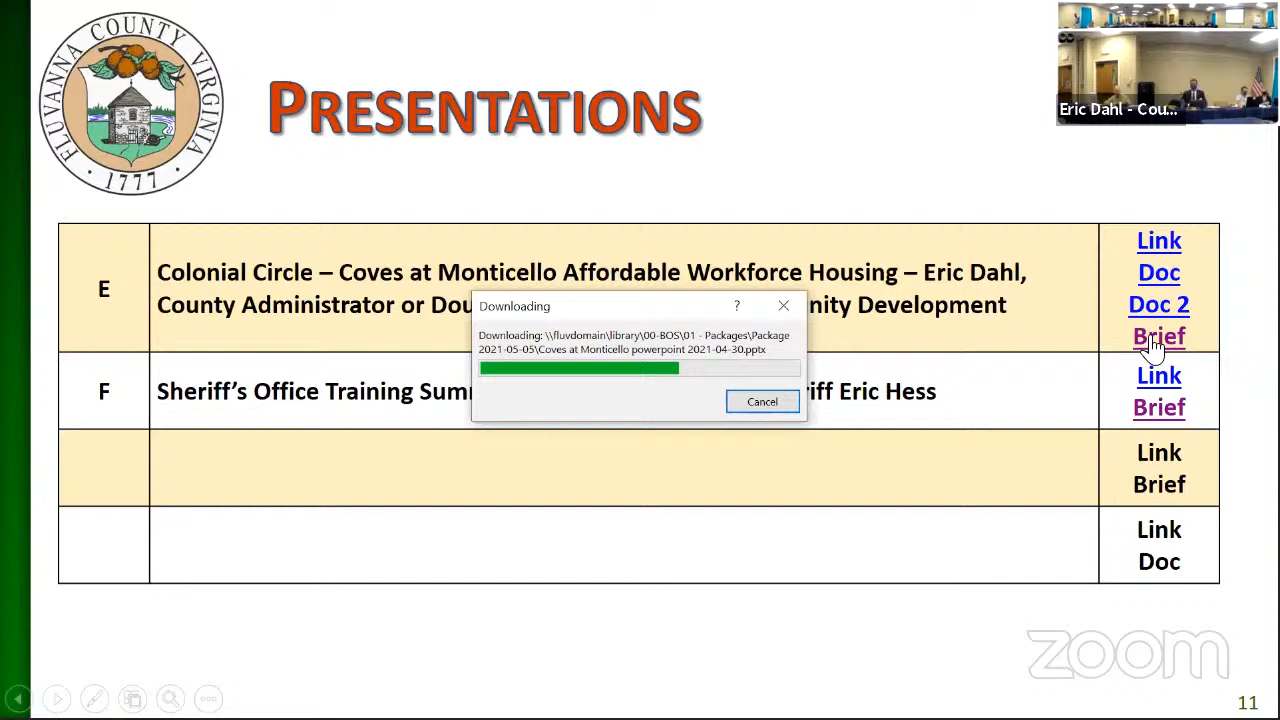 FLUVANNA COUNTY VIRGINIA
1777
PRESENTATIONS
Eric Dahl - Cou...
E
Colonial Circle – Coves at Monticello Affordable Workforce Housing – Eric Dahl,
County Administrator or Dou
nity Development
Link
Doc
Doc 2
Brief
Downloading
?
Downloading: \\fluvdomain\library\00-BOS\01 - Packages\Package
2021-05-05\Coves at Monticello powerpoint 2021-04-30.pptx
Cancel
F
Sheriff's Office Training Sum
iff Eric Hess
Link
Brief
Link
Brief
Link
Doc
zoom
11